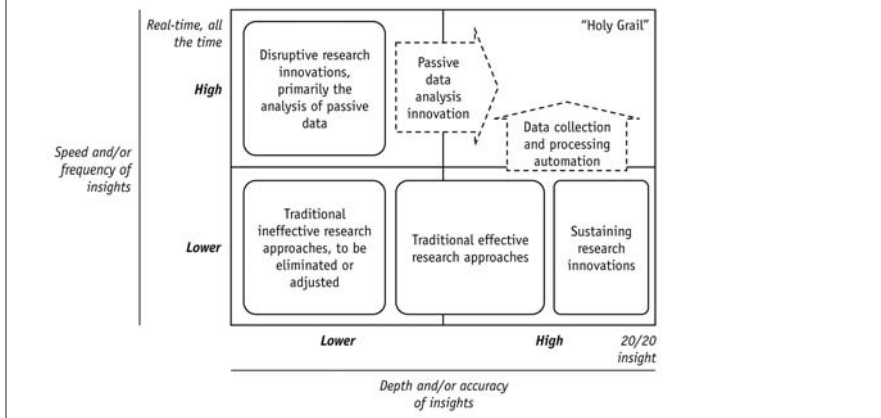 Real-time, all
the time
High
Speed and/or
frequency of
insights
Lower
Disruptive research
innovations,
primarily the
analysis of passive
data
Passive
data
analysis
innovation
“Holy Grail”
Data collection
and processing
automation
Traditional
ineffective research
approaches, to be
eliminated or
adjusted
Traditional effective
research approaches
Sustaining
research
innovations
Lower
High
20/20
insight
Depth and/or accuracy
of insights